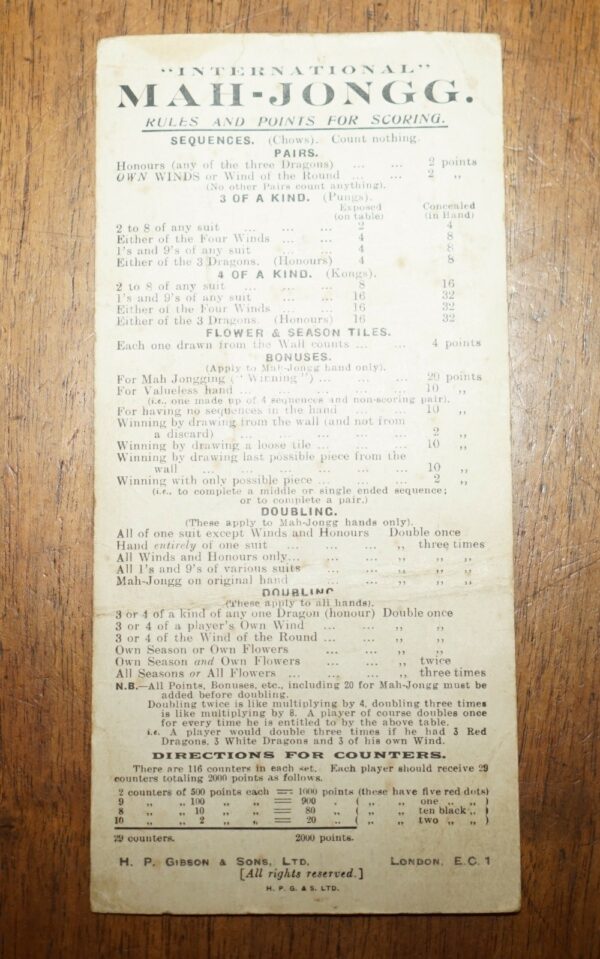 "INTERNATIONAL"
MAH-JONGG.
RULES AND POINTS FOR SCORING.
SEQUENCES. (Chows). Count nothing.
PAIRS.
Honours (any of the three Dragons) ... ... 2 points
OWN WINDS or Wind of the Round ... ... 2 ,,
(No other Pairs count anything).
3 OF A KIND. (Pungs).
Exposed Concealed
(on table) (in Hand)
2 to 8 of any suit ... ... ... 2 4
Either of the Four Winds ... ... 4 8
1's and 9's of any suit ... ... 4 8
Either of the 3 Dragons. (Honours) 4 8
4 OF A KIND. (Kongs).
2 to 8 of any suit ... ... ... 8 16
1's and 9's of any suit ... ... 16 32
Either of the Four Winds ... ... 16 32
Either of the 3 Dragons. (Honours) 16 32
FLOWER & SEASON TILES.
Each one drawn from the Wall counts ... ... 4 points
BONUSES.
(Apply to Mah-Jongg hand only).
For Mah Jongging ("Winning") ... ... ... 20 points
For Valueless hand ... ... ... ... ... 10 ,,
(i.e., one made up of 4 sequences and non-scoring pair).
For having no sequences in the hand ... ... 10 ,,
Winning by drawing from the wall (and not from
a discard) ... ... ... ... ... 2 ,,
Winning by drawing a loose tile ... ... ... 10 ,,
Winning by drawing last possible piece from the
wall ... ... ... ... ... ... 10 ,,
Winning with only possible piece ... ... ... 2 ,,
(i.e., to complete a middle or single ended sequence;
or to complete a pair.)
DOUBLING.
(These apply to Mah-Jongg hands only).
All of one suit except Winds and Honours Double once
Hand entirely of one suit ... ... ... ,, three times
All Winds and Honours only... ... ... ,, ,, ,,
All 1's and 9's of various suits ... ... ,, ,, ,,
Mah-Jongg on original hand ... ... ,, ,, ,,
DOUBLING
(These apply to all hands).
3 or 4 of a kind of any one Dragon (honour) Double once
3 or 4 of a player's Own Wind ... ... ,, ,,
3 or 4 of the Wind of the Round ... ... ,, ,,
Own Season or Own Flowers ... ... ,, ,,
Own Season and Own Flowers ... ... ,, twice
All Seasons or All Flowers ... ... ... ,, three times
N.B.—All Points, Bonuses, etc., including 20 for Mah-Jongg must be
added before doubling.
Doubling twice is like multiplying by 4, doubling three times
is like multiplying by 8. A player of course doubles once
for every time he is entitled to by the above table.
i.e. A player would double three times if he had 3 Red
Dragons, 3 White Dragons and 3 of his own Wind.
DIRECTIONS FOR COUNTERS.
There are 116 counters in each set. Each player should receive 29
counters totaling 2000 points as follows.
2 counters of 500 points each = 1000 points (these have five red dots)
9 ,, ,, 100 ,, ,, = 900 ,, ( ,, ,, one ,, ,, )
8 ,, ,, 10 ,, ,, = 80 ,, ( ,, ,, ten black ,, )
10 ,, ,, 2 ,, ,, = 20 ,, ( ,, ,, two ,, ,, )
29 counters. 2000 points.
H. P. GIBSON & SONS, LTD. LONDON, E.C. 1
[All rights reserved.]
H. P. G. & S. LTD.